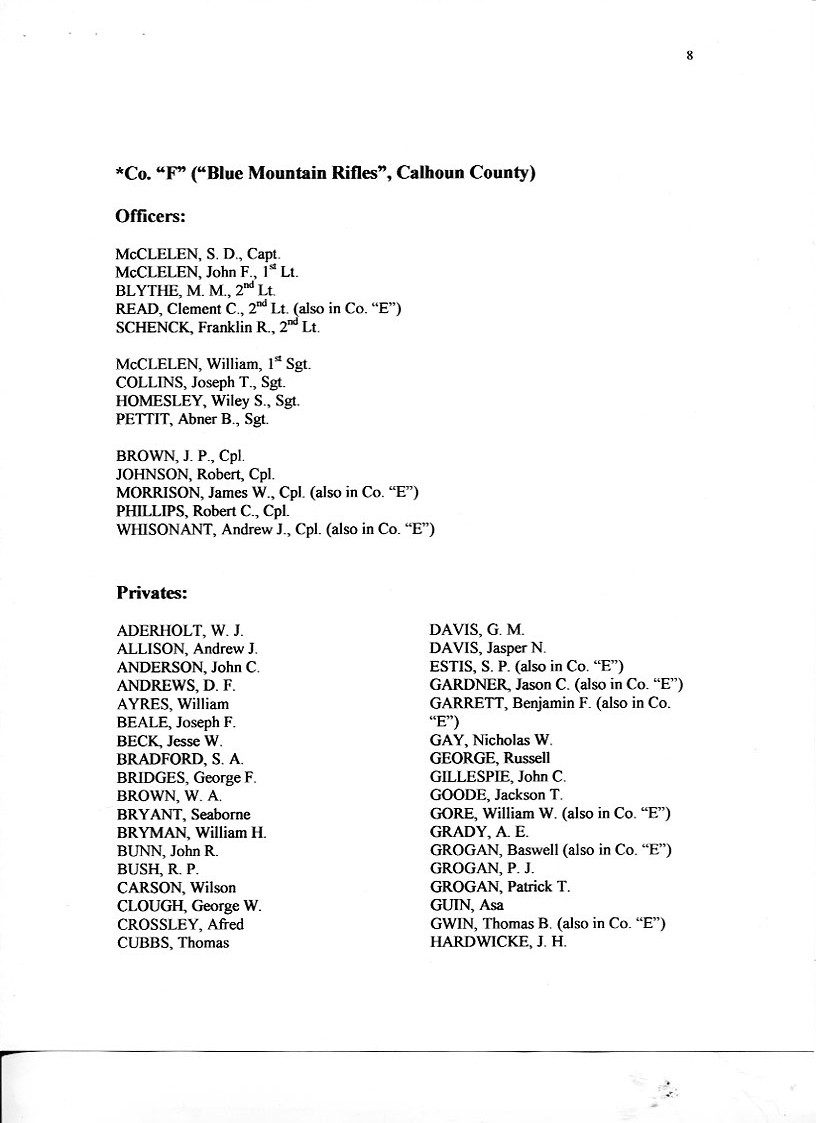 8
*Co. “F” (“Blue Mountain Rifles”, Calhoun County)
Officers:
McCLELEN, S. D., Capt.
McCLELEN, John F., 1st Lt.
BLYTHE, M. M., 2nd Lt.
READ, Clement C., 2nd Lt. (also in Co. “E”)
SCHENCK, Franklin R., 2nd Lt.
McCLELEN, William, 1st Sgt.
COLLINS, Joseph T., Sgt.
HOMESLEY, Wiley S., Sgt.
PETTIT, Abner B., Sgt.
BROWN, J. P., Cpl.
JOHNSON, Robert, Cpl.
MORRISON, James W., Cpl. (also in Co. “E”)
PHILLIPS, Robert C., Cpl.
WHISONANT, Andrew J., Cpl. (also in Co. “E”)
Privates:
ADERHOLT, W. J.
ALLISON, Andrew J.
ANDERSON, John C.
ANDREWS, D. F.
AYRES, William
BEALE, Joseph F.
BECK, Jesse W.
BRADFORD, S. A.
BRIDGES, George F.
BROWN, W. A.
BRYANT, Seaborne
BRYMAN, William H.
BUNN, John R.
BUSH, R. P.
CARSON, Wilson
CLOUGH, George W.
CROSSLEY, Afred
CUBBS, Thomas
DAVIS, G. M.
DAVIS, Jasper N.
ESTIS, S. P. (also in Co. “E”)
GARDNER, Jason C. (also in Co. “E”)
GARRETT, Benjamin F. (also in Co.
“E”)
GAY, Nicholas W.
GEORGE, Russell
GILLESPIE, John C.
GOODE, Jackson T.
GORE, William W. (also in Co. “E”)
GRADY, A. E.
GROGAN, Baswell (also in Co. “E”)
GROGAN, P. J.
GROGAN, Patrick T.
GUIN, Asa
GWIN, Thomas B. (also in Co. “E”)
HARDWICKE, J. H.